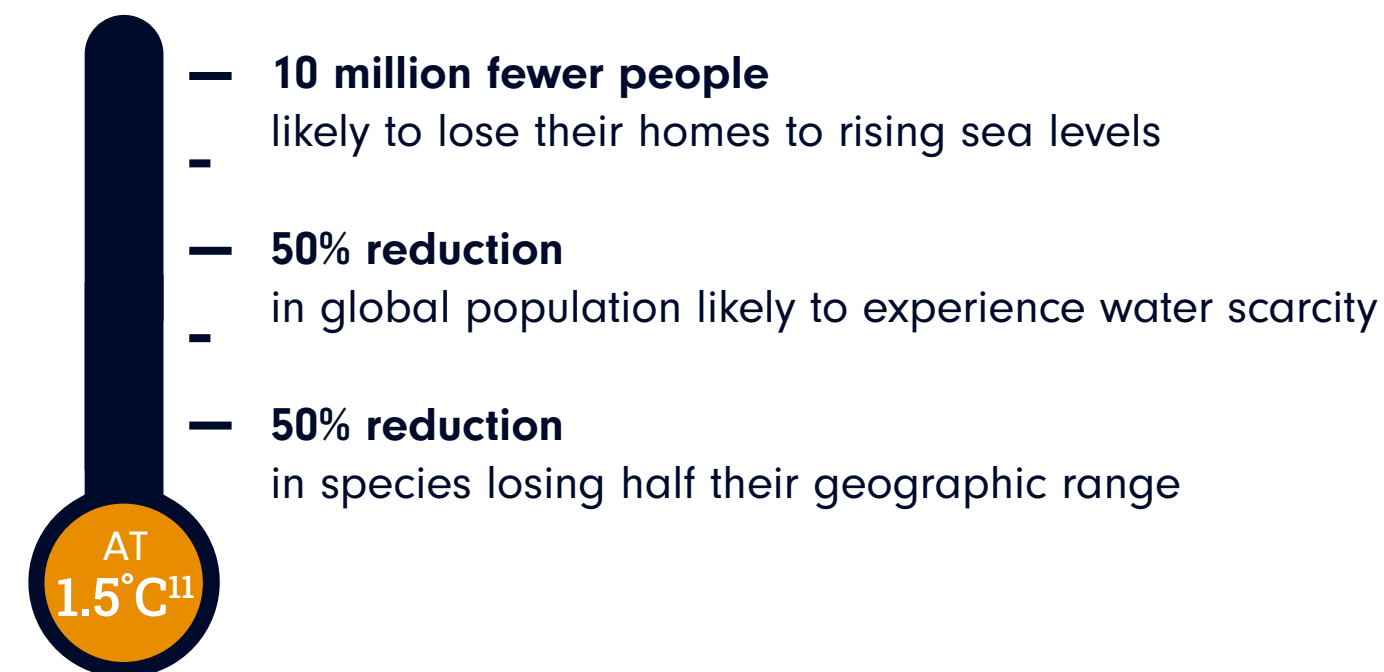 10 million fewer people
likely to lose their homes to rising sea levels
50% reduction
in global population likely to experience water scarcity
50% reduction
in species losing half their geographic range
AT
1.5°C¹¹